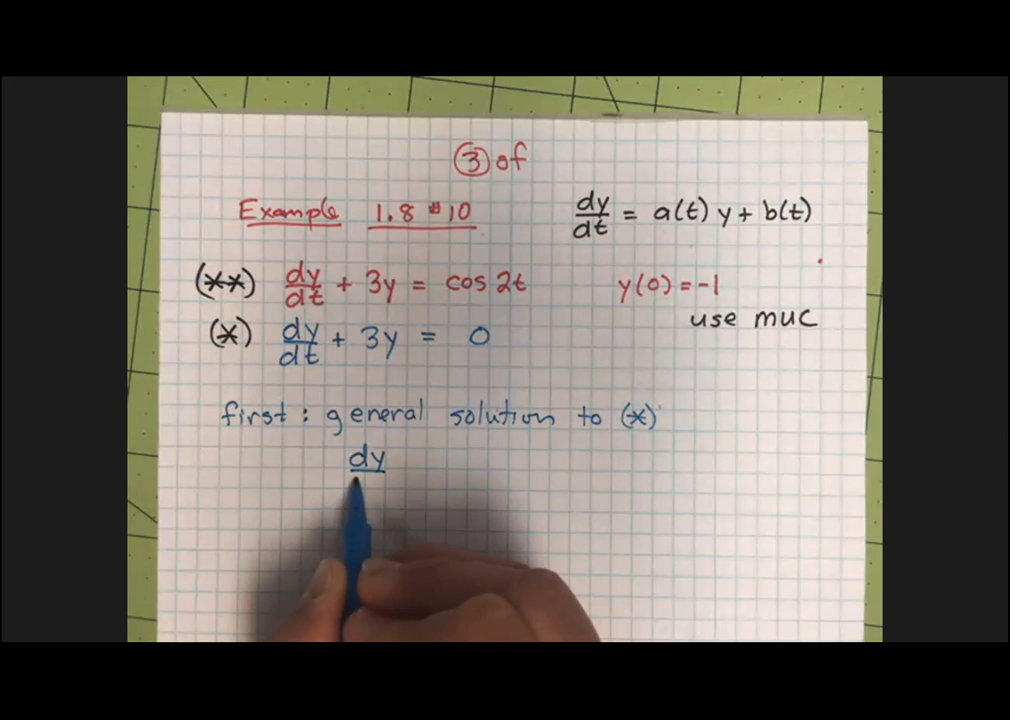 ③ of
Example 1.8 #10
dy/dt = a(t) y + b(t)
(**) dy/dt + 3y = cos 2t
y(0) = -1
use muc
(*) dy/dt + 3y = 0
first: general solution to (*)
dy